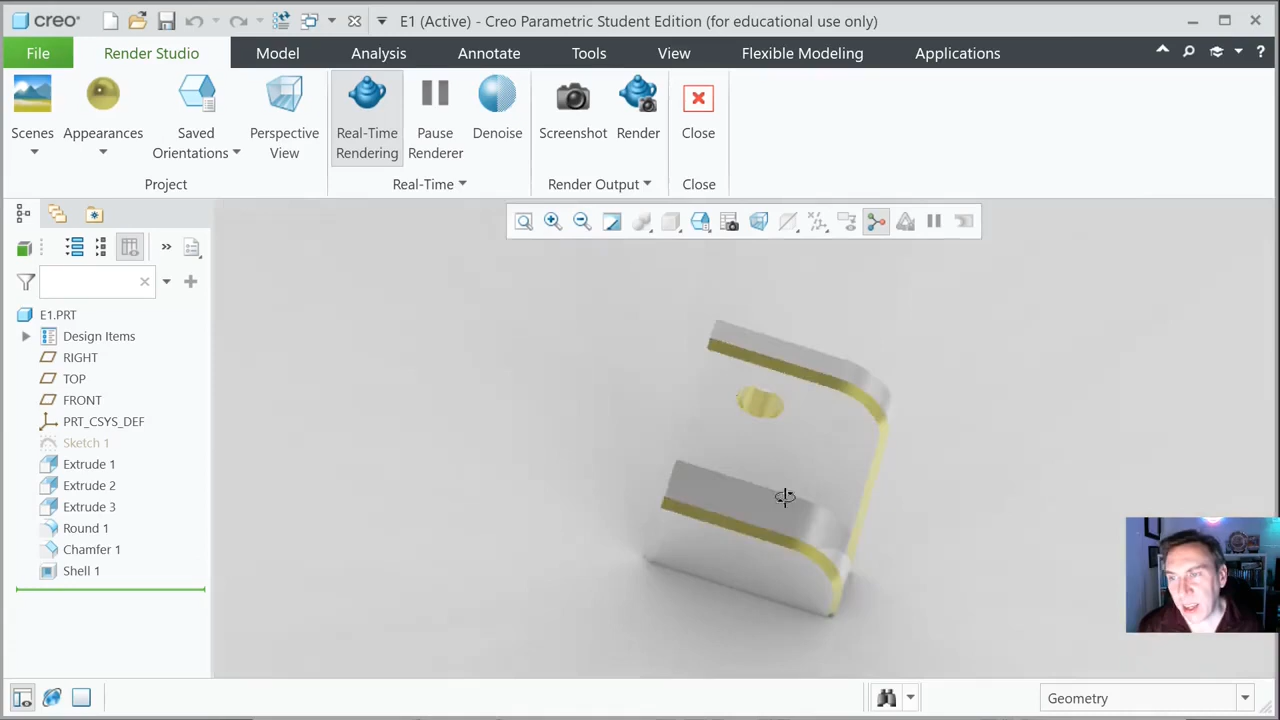 creo®
E1 (Active) - Creo Parametric Student Edition (for educational use only)
File
Render Studio
Model
Analysis
Annotate
Tools
View
Flexible Modeling
Applications
Scenes
Appearances
Saved
Orientations
Perspective
View
Real-Time
Rendering
Pause
Renderer
Denoise
Screenshot
Render
Close
Project
Real-Time
Render Output
Close
E1.PRT
Design Items
RIGHT
TOP
FRONT
PRT_CSYS_DEF
Sketch 1
Extrude 1
Extrude 2
Extrude 3
Round 1
Chamfer 1
Shell 1
Geometry